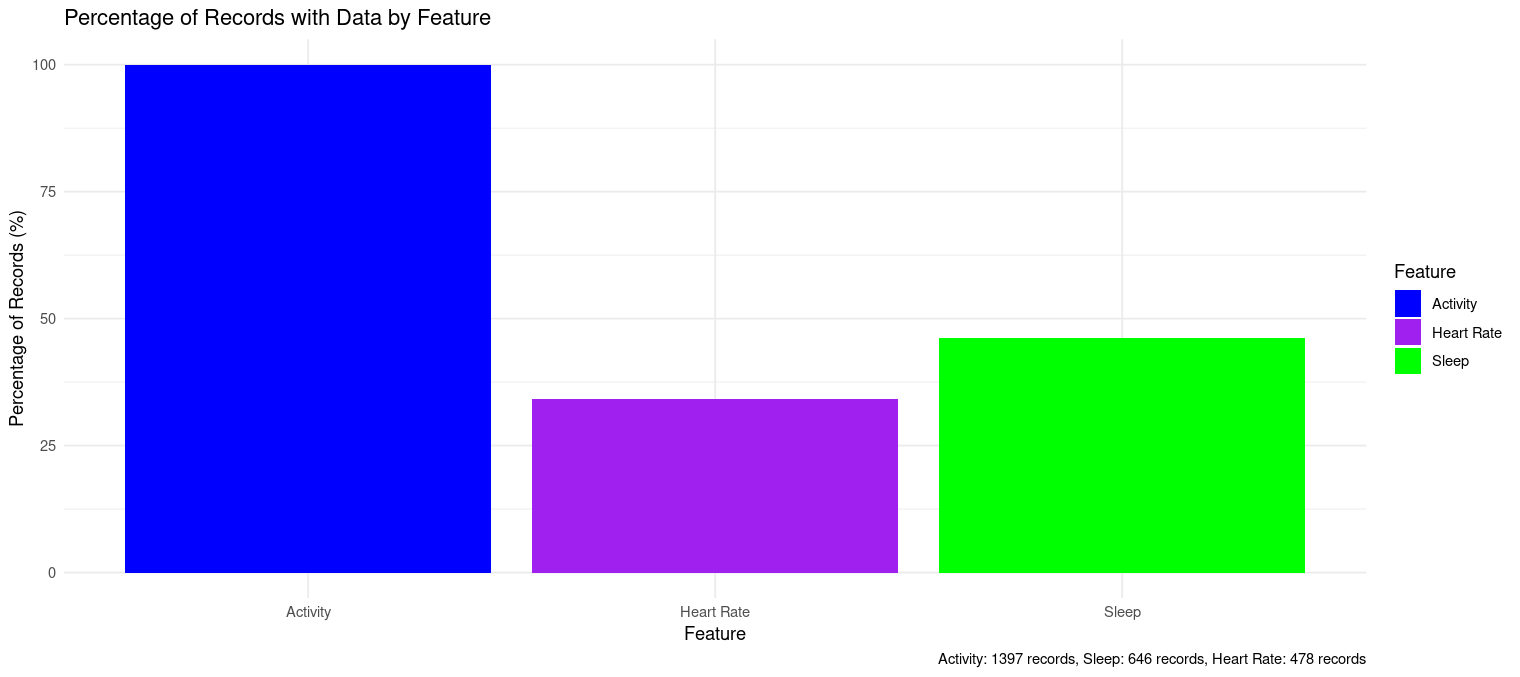 Percentage of Records with Data by Feature
Percentage of Records (%)
100
75
50
25
0
Activity
Heart Rate
Sleep
Feature
Feature
Activity
Heart Rate
Sleep
Activity: 1397 records, Sleep: 646 records, Heart Rate: 478 records